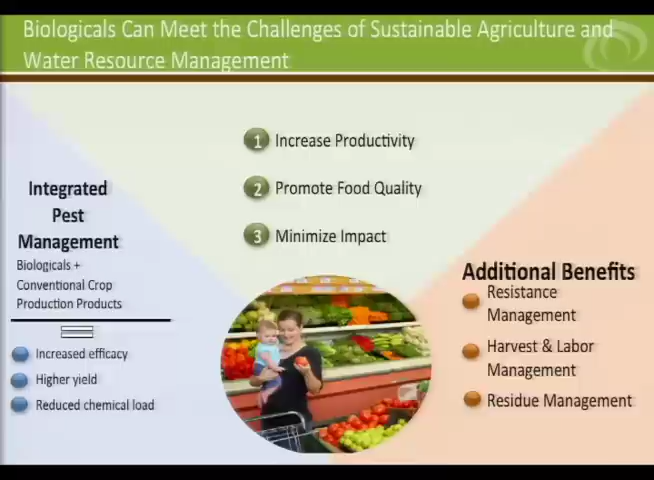 Biologicals Can Meet the Challenges of Sustainable Agriculture and
Water Resource Management
1 Increase Productivity
2 Promote Food Quality
3 Minimize Impact
Integrated
Pest
Management
Biologicals +
Conventional Crop
Production Products
Increased efficacy
Higher yield
Reduced chemical load
Additional Benefits
Resistance
Management
Harvest & Labor
Management
Residue Management